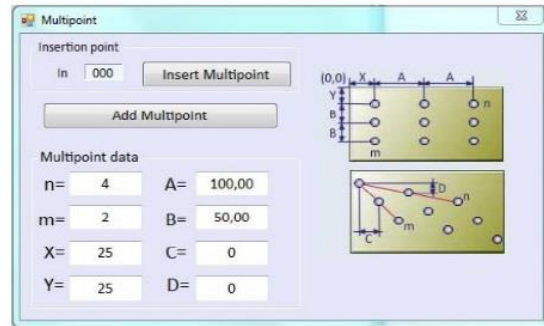 Multipoint
Insertion point
In 000 Insert Multipoint
Add Multipoint
Multipoint data
n= 4 A= 100,00
m= 2 B= 50,00
X= 25 C= 0
Y= 25 D= 0
(0,0) X A A
Y
n
B
B
m
D
n
m
C